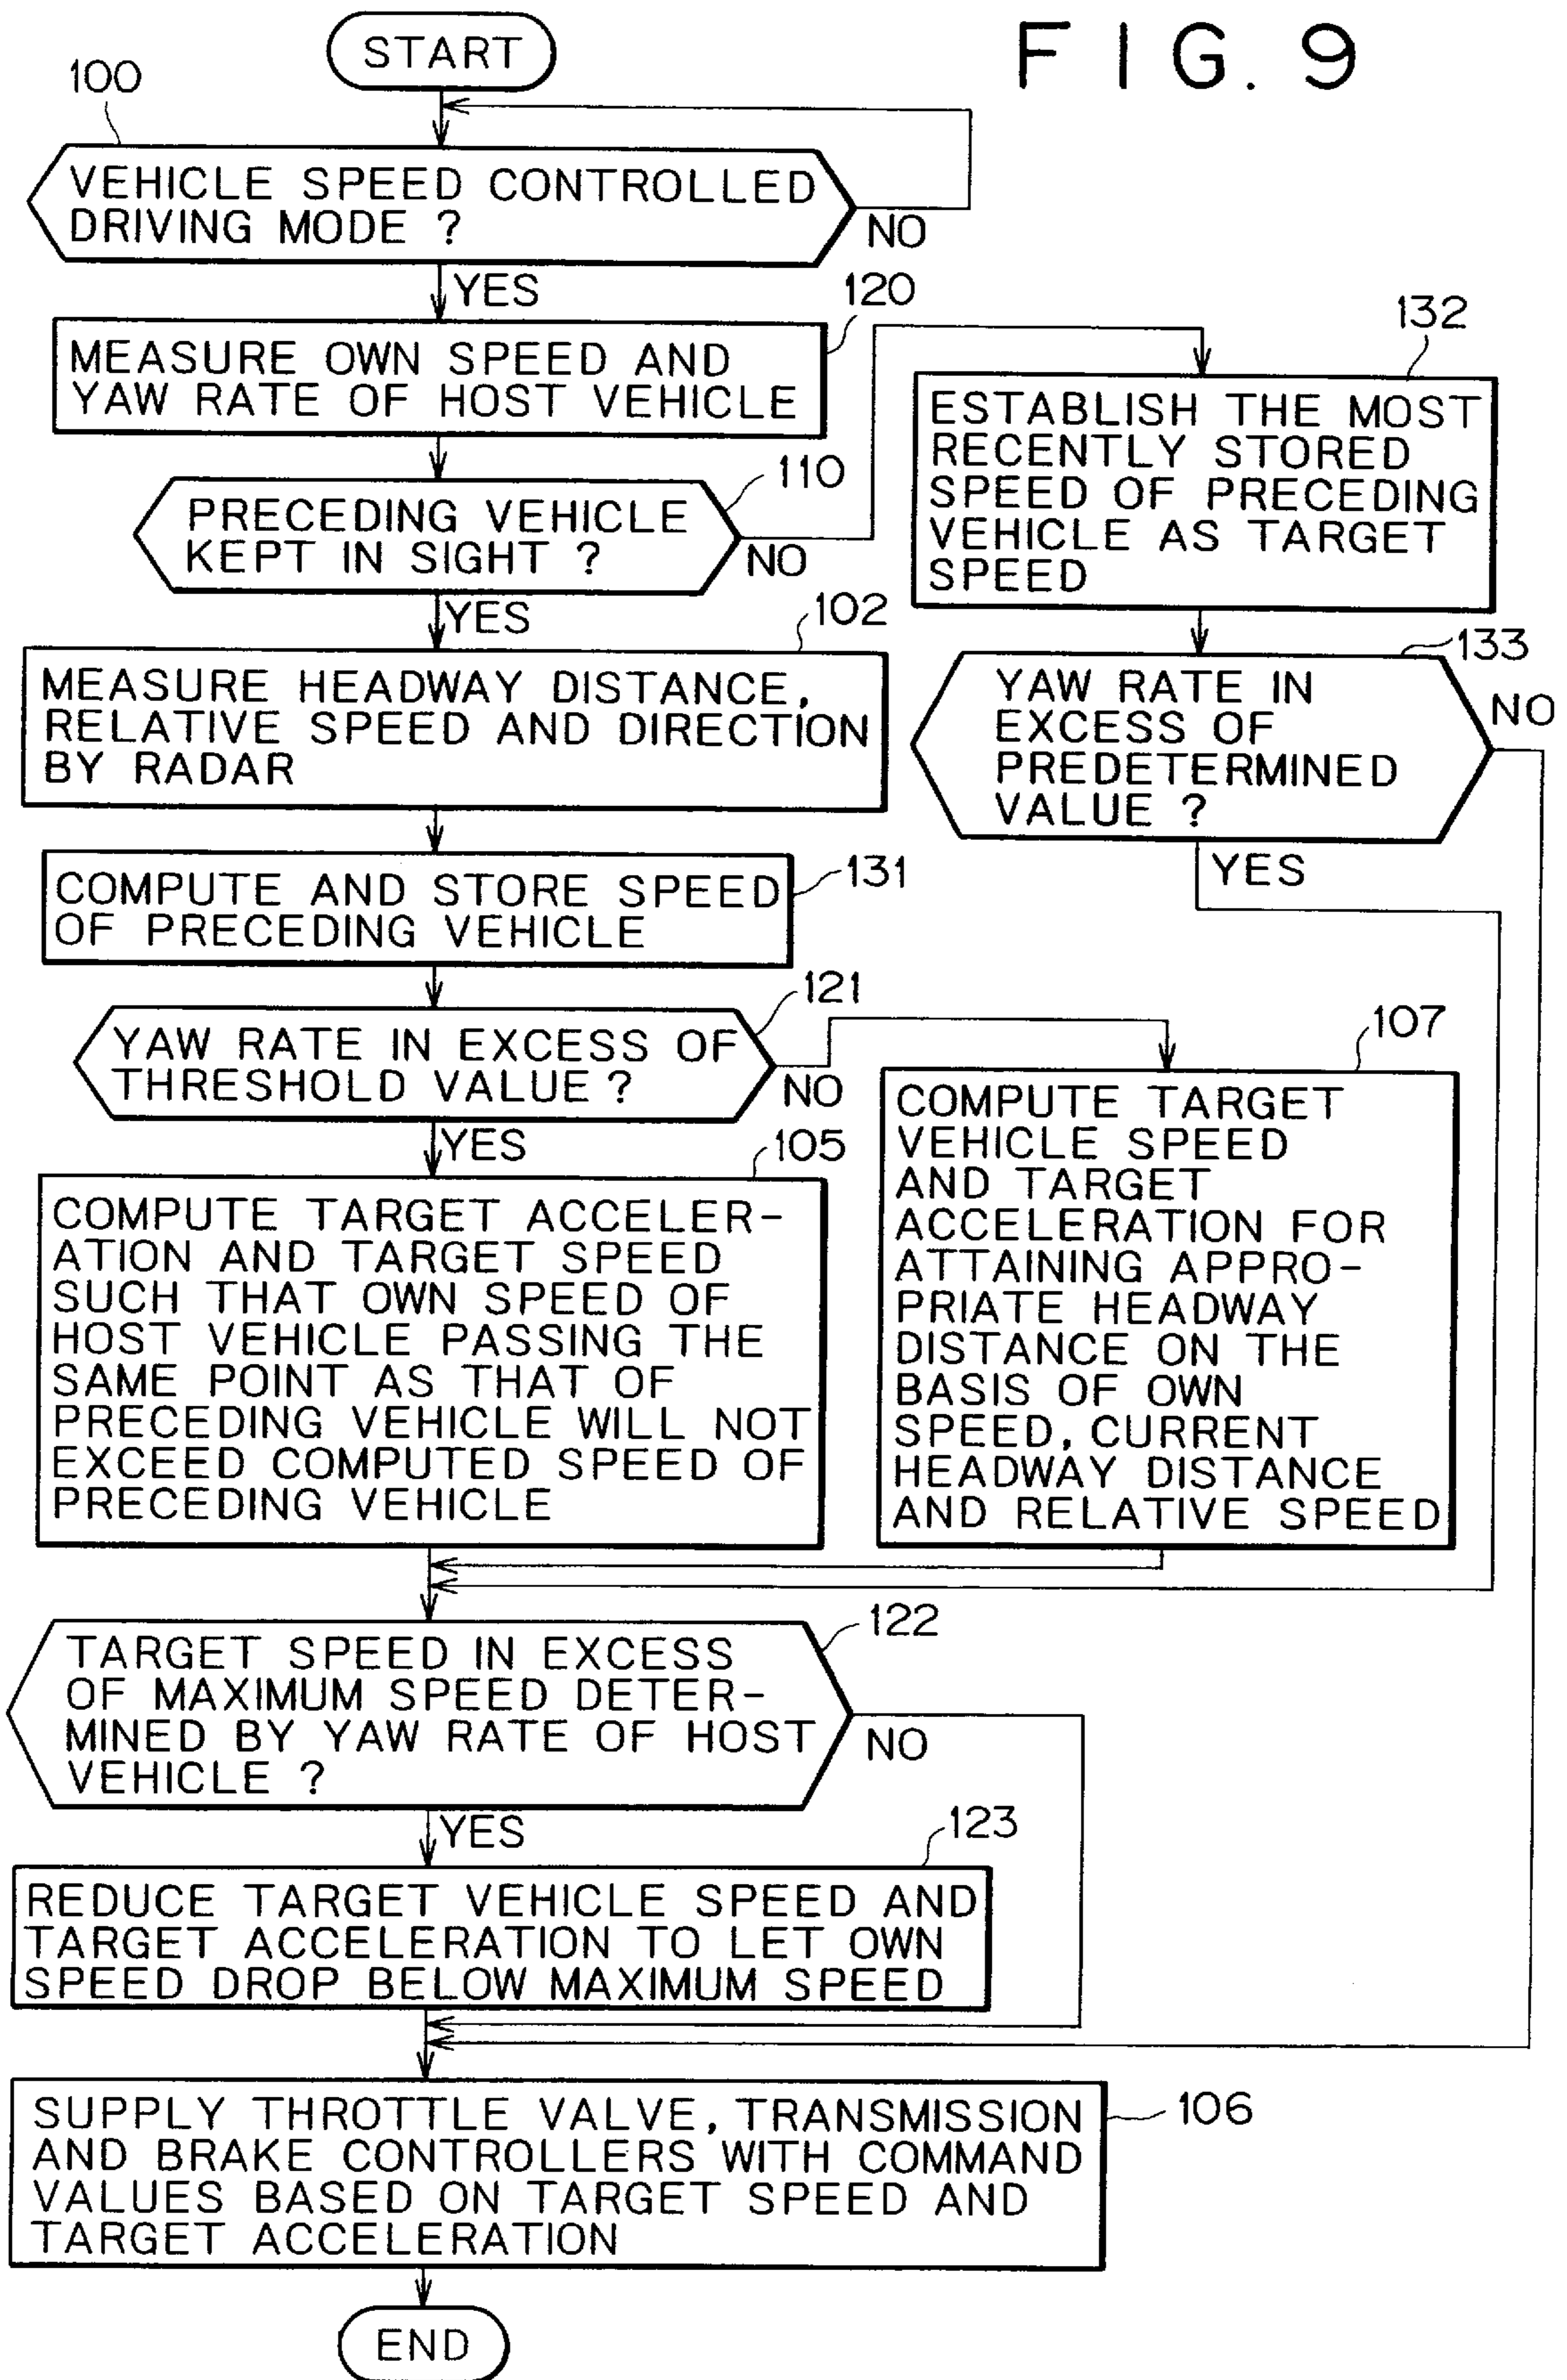 FIG. 9
START
100
VEHICLE SPEED CONTROLLED
DRIVING MODE ?
NO
YES
120
MEASURE OWN SPEED AND
YAW RATE OF HOST VEHICLE
110
PRECEDING VEHICLE
KEPT IN SIGHT ?
NO
YES
132
ESTABLISH THE MOST
RECENTLY STORED
SPEED OF PRECEDING
VEHICLE AS TARGET
SPEED
102
MEASURE HEADWAY DISTANCE,
RELATIVE SPEED AND DIRECTION
BY RADAR
133
YAW RATE IN
EXCESS OF
PREDETERMINED
VALUE ?
NO
YES
131
COMPUTE AND STORE SPEED
OF PRECEDING VEHICLE
121
YAW RATE IN EXCESS OF
THRESHOLD VALUE ?
NO
YES
107
COMPUTE TARGET
VEHICLE SPEED
AND TARGET
ACCELERATION FOR
ATTAINING APPRO-
PRIATE HEADWAY
DISTANCE ON THE
BASIS OF OWN
SPEED, CURRENT
HEADWAY DISTANCE
AND RELATIVE SPEED
105
COMPUTE TARGET ACCELER-
ATION AND TARGET SPEED
SUCH THAT OWN SPEED OF
HOST VEHICLE PASSING THE
SAME POINT AS THAT OF
PRECEDING VEHICLE WILL NOT
EXCEED COMPUTED SPEED OF
PRECEDING VEHICLE
122
TARGET SPEED IN EXCESS
OF MAXIMUM SPEED DETER-
MINED BY YAW RATE OF HOST
VEHICLE ?
NO
YES
123
REDUCE TARGET VEHICLE SPEED AND
TARGET ACCELERATION TO LET OWN
SPEED DROP BELOW MAXIMUM SPEED
106
SUPPLY THROTTLE VALVE, TRANSMISSION
AND BRAKE CONTROLLERS WITH COMMAND
VALUES BASED ON TARGET SPEED AND
TARGET ACCELERATION
END